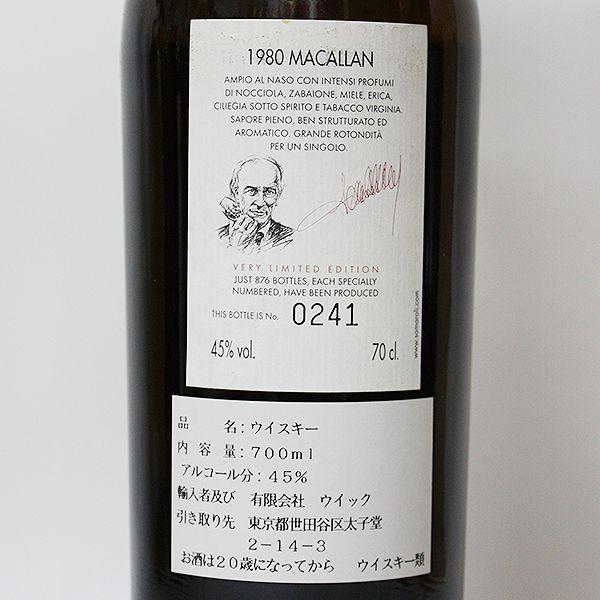 1980 MACALLAN
AMPIO AL NASO CON INTENSI PROFUMI
DI NOCCIOLA, ZABAIONE, MIELE, ERICA,
CILIEGIA SOTTO SPIRITO E TABACCO VIRGINIA.
SAPORE PIENO, BEN STRUTTURATO ED
AROMATICO. GRANDE ROTONDITÀ
PER UN SINGOLO.
VERY LIMITED EDITION
JUST 876 BOTTLES, EACH SPECIALLY
NUMBERED, HAVE BEEN PRODUCED
THIS BOTTLE IS No. 0241
45% vol. 70 cl.
www.samaroli.com
品 名:ウイスキー
内 容 量:700ml
アルコール分:45%
輸入者及び 有限会社 ウイック
引き取り先 東京都世田谷区太子堂
2-14-3
お酒は20歳になってから ウイスキー類